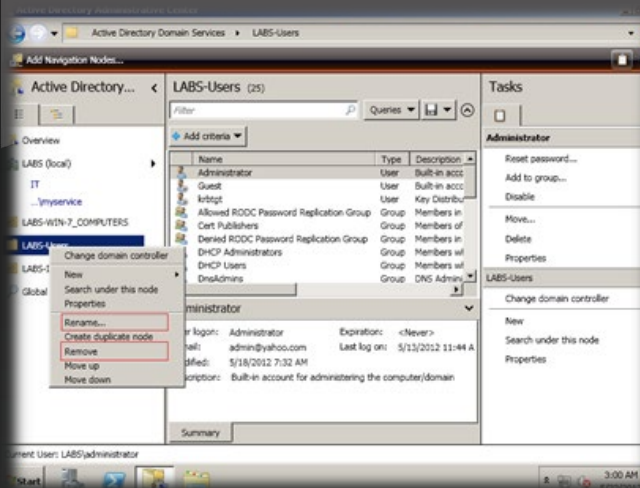 Active Directory Administrative Center
Active Directory Domain Services LABS-Users
Add Navigation Nodes...
Active Directory...
Overview
LABS (local)
IT
...\myservice
LABS-WIN-7_COMPUTERS
LABS-Users
Global
Change domain controller
New
Search under this node
Properties
Rename...
Create duplicate node
Remove
Move up
Move down
LABS-Users (25)
Filter
Queries
Add criteria
Name Type Description
Administrator User Built-in acco
Guest User Built-in acco
krbtgt User Key Distribu
Allowed RODC Password Replication Group Group Members in
Cert Publishers Group Members of
Denied RODC Password Replication Group Group Members in
DHCP Administrators Group Members wi
DHCP Users Group Members wi
DnsAdmins Group DNS Admini
ministrator
er logon: Administrator Expiration: <Never>
ail: admin@yahoo.com Last log on: 5/13/2012 11:44 A
dified: 5/18/2012 7:32 AM
scription: Built-in account for administering the computer/domain
Summary
Tasks
Administrator
Reset password...
Add to group...
Disable
Move...
Delete
Properties
LABS-Users
Change domain controller
New
Search under this node
Properties
rrent User: LABS\administrator
Start
3:00 AM